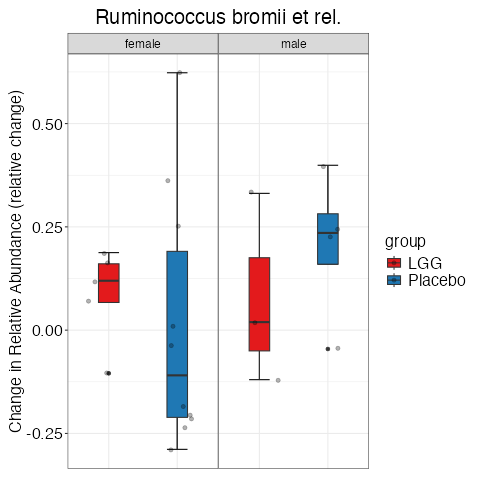 Ruminococcus bromii et rel.
female
male
Change in Relative Abundance (relative change)
0.50
0.25
0.00
-0.25
group
LGG
Placebo